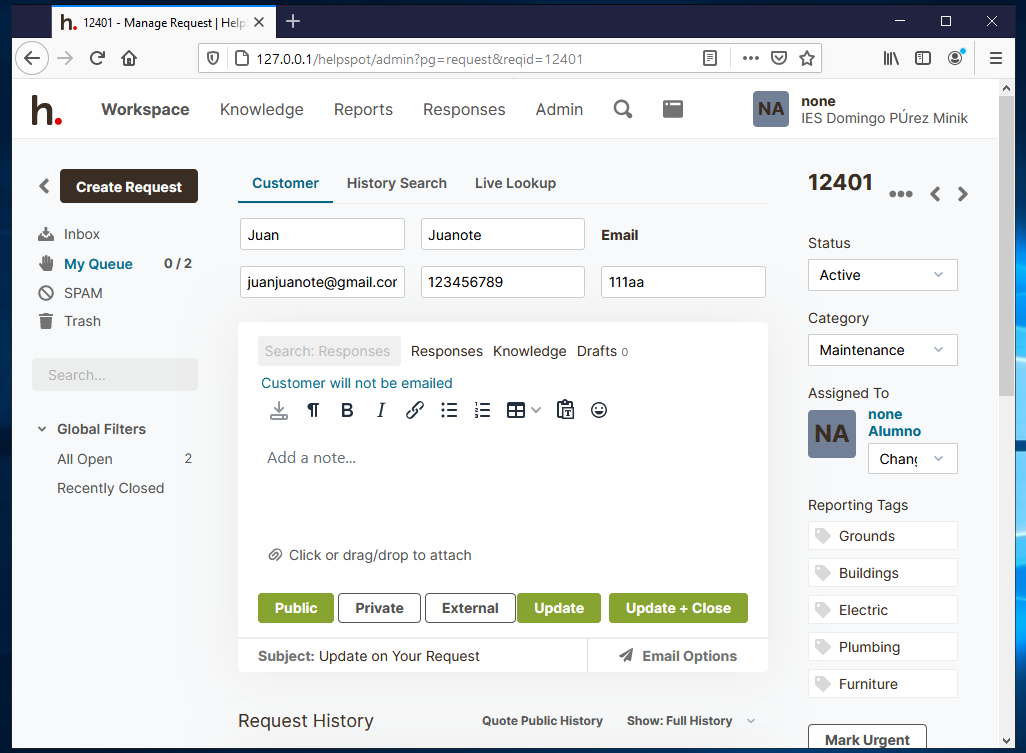 h. 12401 - Manage Request | Help
127.0.0.1/helpspot/admin?pg=request&reqid=12401
h. Workspace Knowledge Reports Responses Admin
NA none
IES Domingo PÚrez Minik
Create Request
Inbox
My Queue 0 / 2
SPAM
Trash
Search...
Global Filters
All Open 2
Recently Closed
Customer History Search Live Lookup
Juan Juanote Email
juanjuanote@gmail.cor 123456789 111aa
Search: Responses Responses Knowledge Drafts 0
Customer will not be emailed
B I
Add a note...
Click or drag/drop to attach
Public Private External Update Update + Close
Subject: Update on Your Request Email Options
Request History Quote Public History Show: Full History
12401
Status
Active
Category
Maintenance
Assigned To
NA none
Alumno
Chang
Reporting Tags
Grounds
Buildings
Electric
Plumbing
Furniture
Mark Urgent